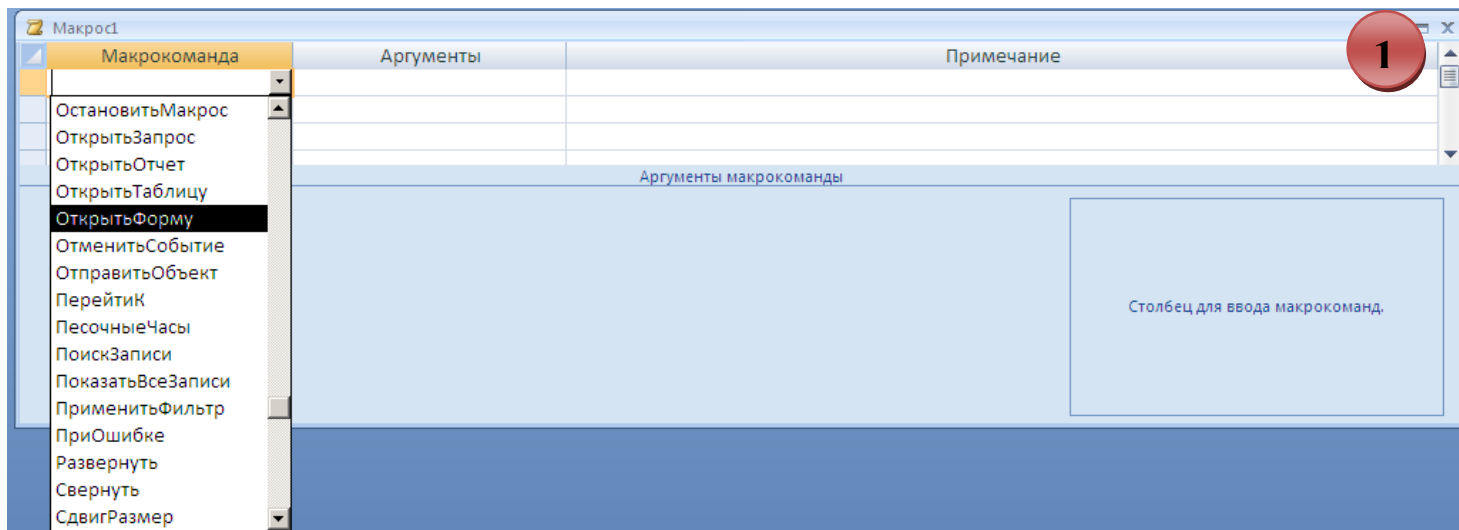 Макрос1
1
Макрокоманда Аргументы Примечание
ОстановитьМакрос
ОткрытьЗапрос
ОткрытьОтчет
Аргументы макрокоманды
ОткрытьТаблицу
ОткрытьФорму
ОтменитьСобытие
ОтправитьОбъект
ПерейтиК
Столбец для ввода макрокоманд.
ПесочныеЧасы
ПоискЗаписи
ПоказатьВсеЗаписи
ПрименитьФильтр
ПриОшибке
Развернуть
Свернуть
СдвигРазмер